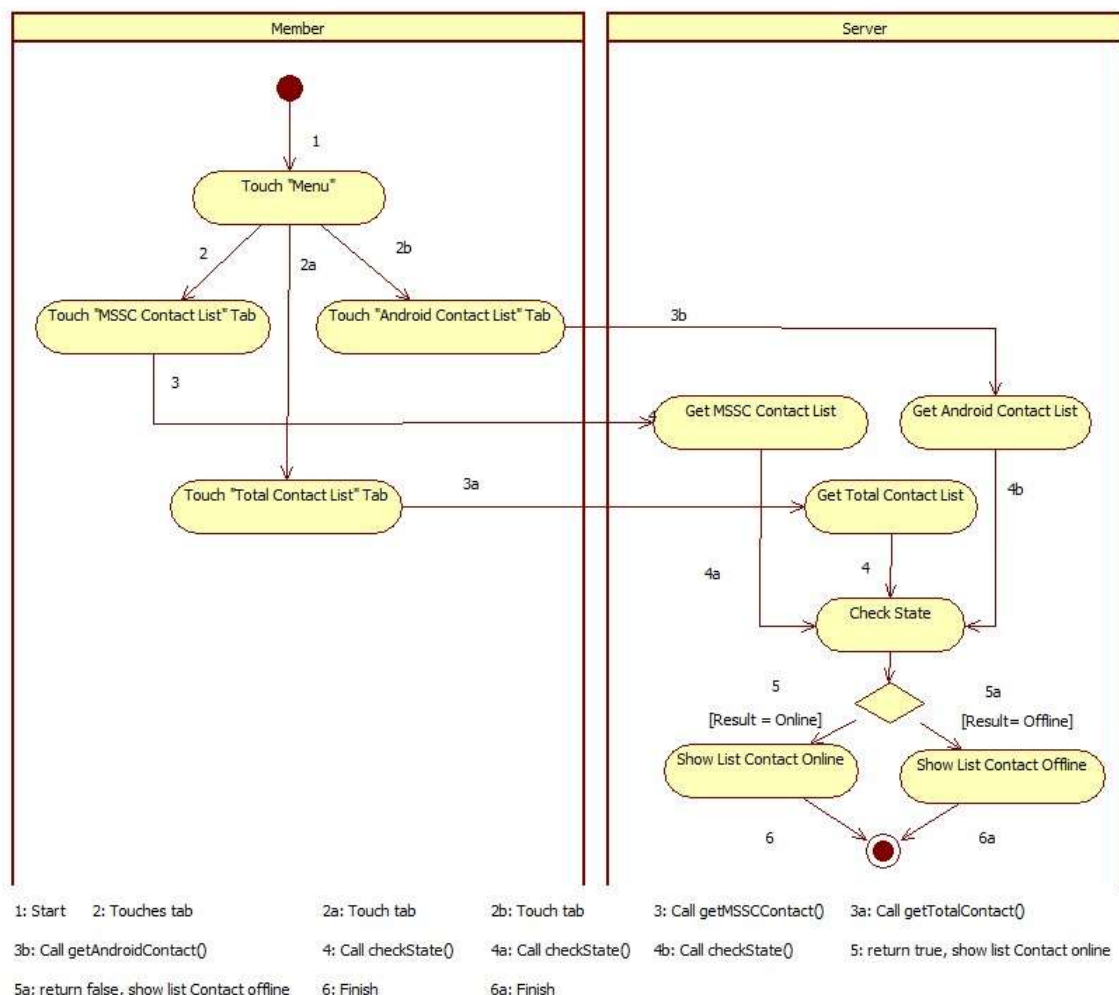 Member
Server
1
Touch "Menu"
2
2a
2b
Touch "MSSC Contact List" Tab
Touch "Android Contact List" Tab
3b
3
4
Get MSSC Contact List
Get Android Contact List
Touch "Total Contact List" Tab
3a
Get Total Contact List
4b
4a
4
Check State
5
5a
[Result = Online]
[Result= Offline]
Show List Contact Online
Show List Contact Offline
6
6a
1: Start 2: Touches tab 2a: Touch tab 2b: Touch tab 3: Call getMSSCContact() 3a: Call getTotalContact()
3b: Call getAndroidContact() 4: Call checkState() 4a: Call checkState() 4b: Call checkState() 5: return true, show list Contact online
5a: return false, show list Contact offline 6: Finish 6a: Finish